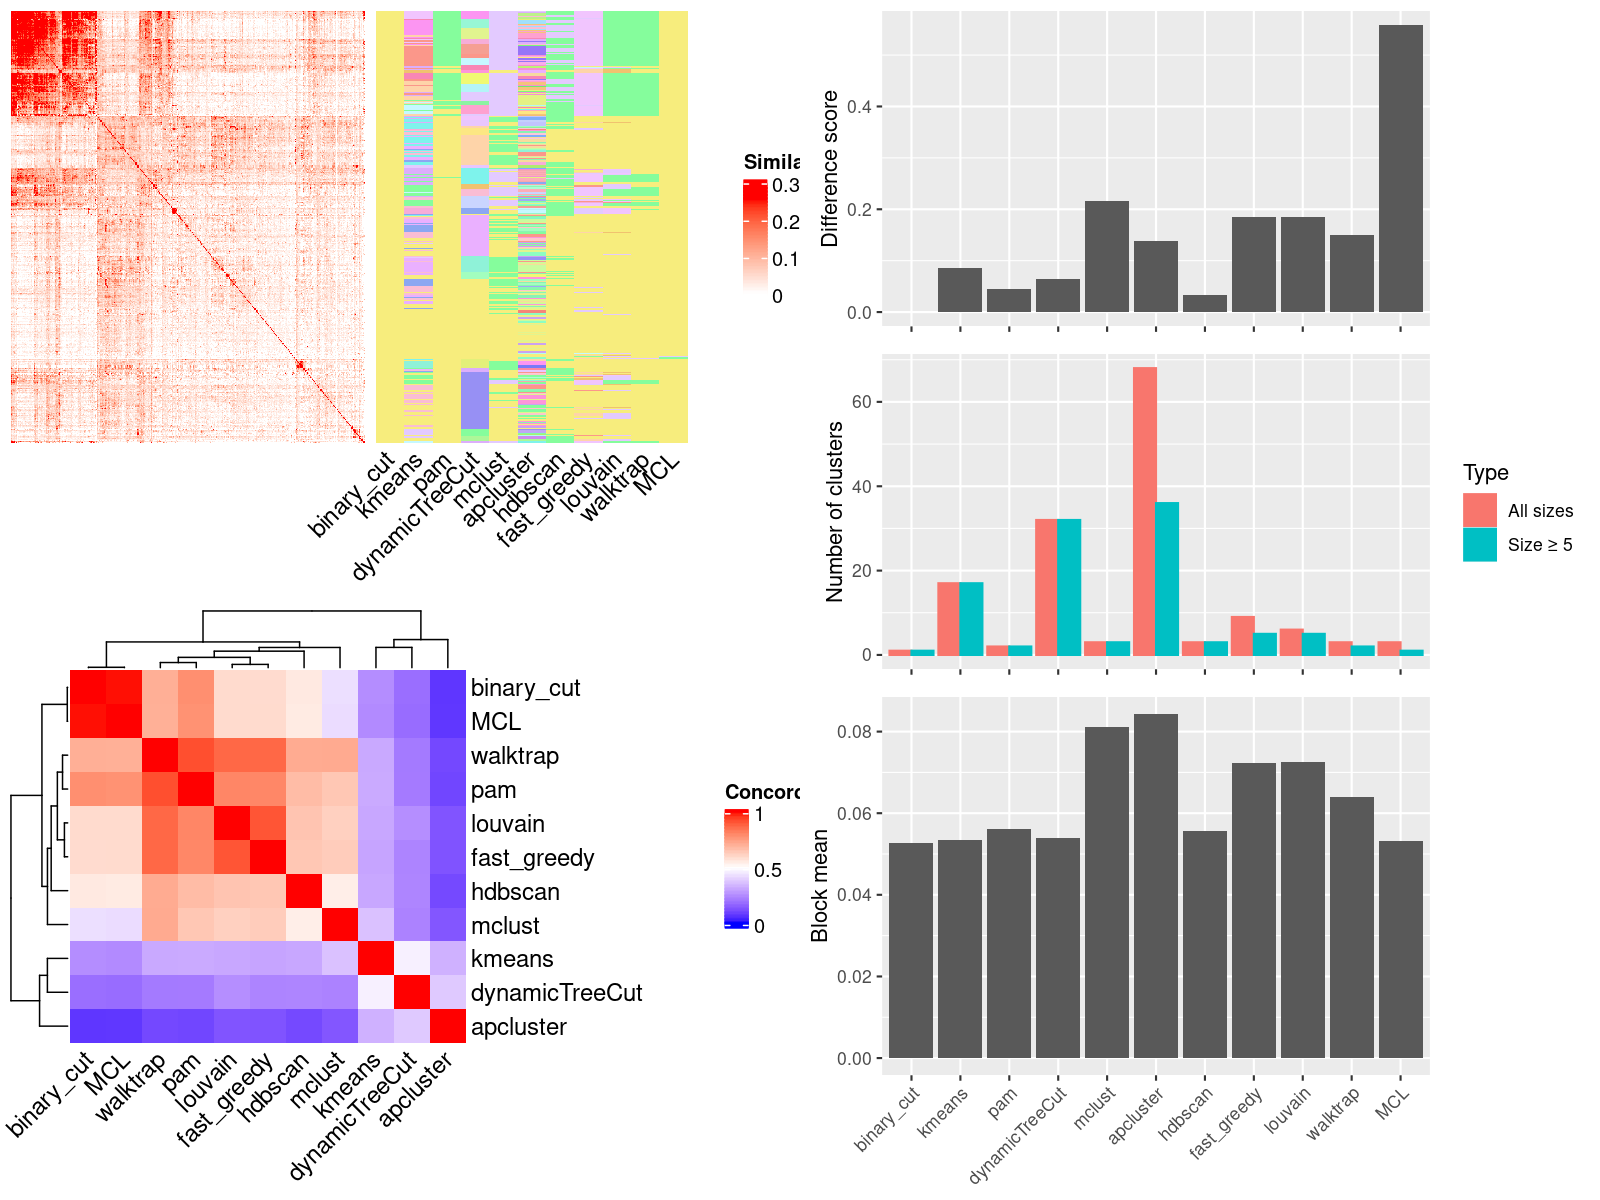 Simila
0.3
0.2
0.1
0
binary_cut
kmeans
pam
dynamicTreeCut
mclust
apcluster
hdbscan
fast_greedy
louvain
walktrap
MCL
binary_cut
MCL
walktrap
pam
louvain
fast_greedy
hdbscan
mclust
kmeans
dynamicTreeCut
apcluster
binary_cut
MCL
walktrap
pam
louvain
fast_greedy
hdbscan
mclust
kmeans
dynamicTreeCut
apcluster
Concord
1
0.5
0
Difference score
0.4
0.2
0.0
Number of clusters
60
40
20
0
Type
All sizes
Size ≥ 5
Block mean
0.08
0.06
0.04
0.02
0.00
binary_cut
kmeans
pam
dynamicTreeCut
mclust
apcluster
hdbscan
fast_greedy
louvain
walktrap
MCL